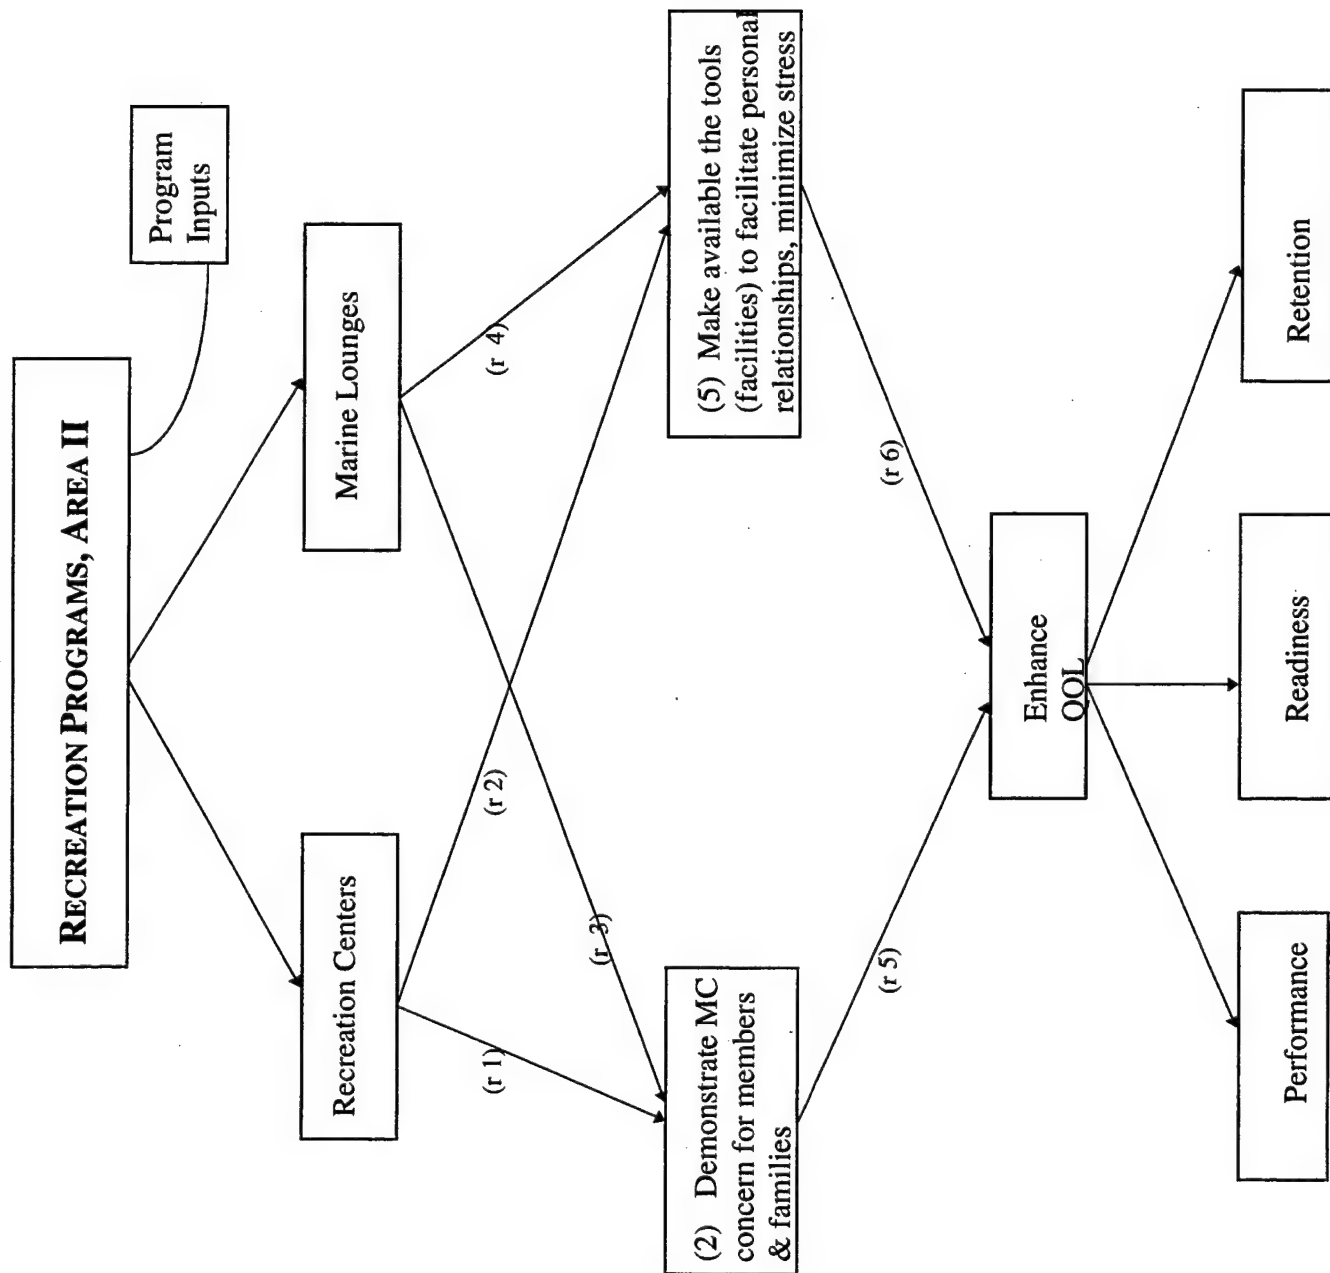 RECREATION PROGRAMS, AREA II
Program
Inputs
Recreation Centers
Marine Lounges
(r 1)
(r 2)
(r 3)
(r 4)
(2) Demonstrate MC
concern for members
& families
(5) Make available the tools
(facilities) to facilitate personal
relationships, minimize stress
(r 5)
(r 6)
Enhance
QOL
Performance
Readiness
Retention